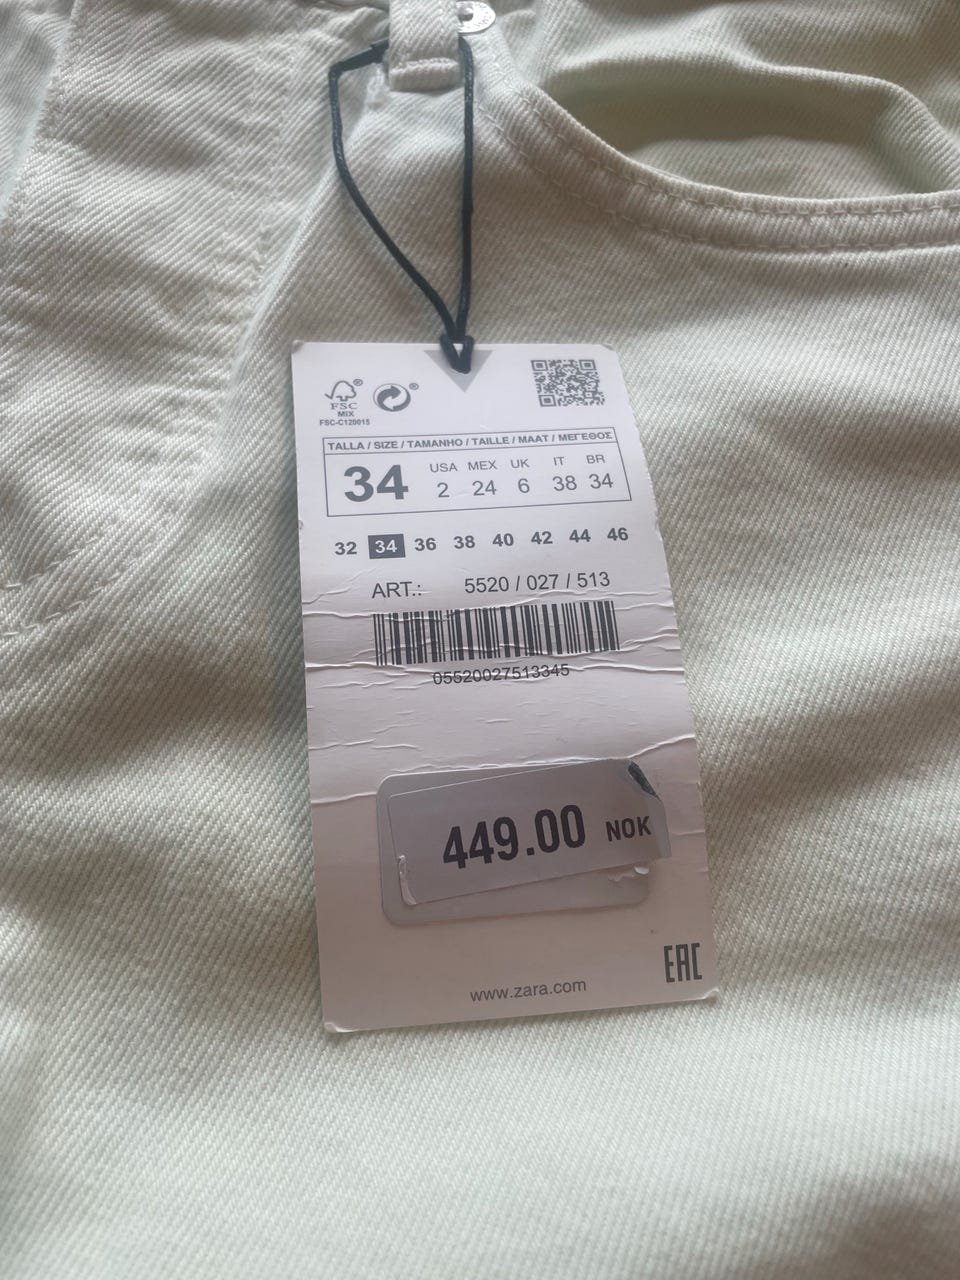 FSC®
MIX
FSC-C120015
®
TALLA / SIZE / TAMANHO / TAILLE / MAAT / ΜΕΓΕΘΟΣ
34
USA MEX UK IT BR
2 24 6 38 34
32 34 36 38 40 42 44 46
ART.: 5520 / 027 / 513
05520027513345
449.00 NOK
EAC
www.zara.com